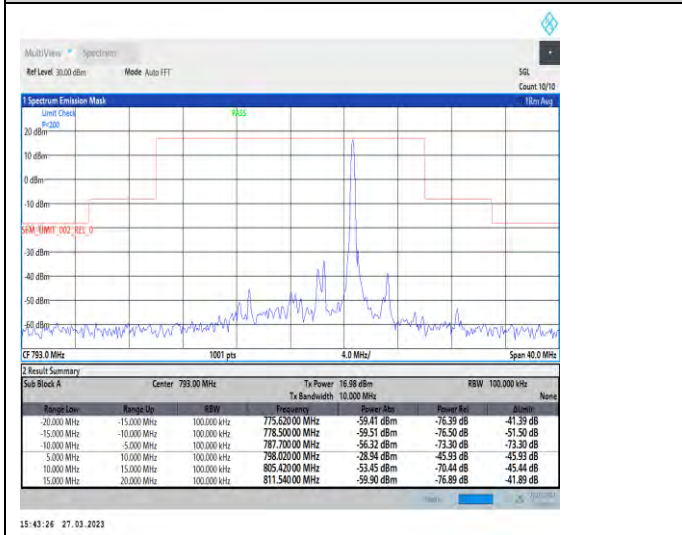 MultiView Spectrum
Ref Level 30.00 dBm Mode Auto FFT SGL
Count 10/10
1 Spectrum Emission Mask 1Rm Avg
Limit Check PASS
P<200
20 dBm
10 dBm
0 dBm
-10 dBm
SEM_LIMIT_002_REL_0
-30 dBm
-40 dBm
-50 dBm
-60 dBm
CF 793.0 MHz 1001 pts 4.0 MHz/ Span 40.0 MHz
2 Result Summary
Sub Block A Center 793.00 MHz Tx Power 16.98 dBm RBW 100.000 kHz
Tx Bandwidth 10.000 MHz None
Range Low Range Up RBW Frequency Power Abs Power Rel ΔLimit
-20.000 MHz -15.000 MHz 100.000 kHz 775.62000 MHz -59.41 dBm -76.39 dB -41.39 dB
-15.000 MHz -10.000 MHz 100.000 kHz 778.50000 MHz -59.51 dBm -76.50 dB -51.50 dB
-10.000 MHz -5.000 MHz 100.000 kHz 787.70000 MHz -56.32 dBm -73.30 dB -73.30 dB
5.000 MHz 10.000 MHz 100.000 kHz 798.02000 MHz -28.94 dBm -45.93 dB -45.93 dB
10.000 MHz 15.000 MHz 100.000 kHz 805.42000 MHz -53.45 dBm -70.44 dB -45.44 dB
15.000 MHz 20.000 MHz 100.000 kHz 811.54000 MHz -59.90 dBm -76.89 dB -41.89 dB
15:43:26 27.03.2023